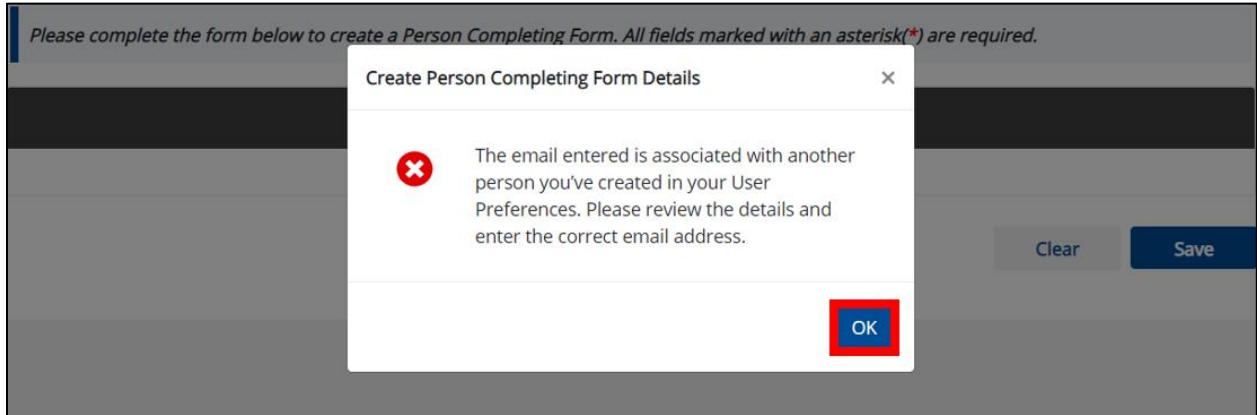 Please complete the form below to create a Person Completing Form. All fields marked with an asterisk(*) are required.
Create Person Completing Form Details ×
The email entered is associated with another
person you've created in your User
Preferences. Please review the details and
enter the correct email address.
Clear Save
OK